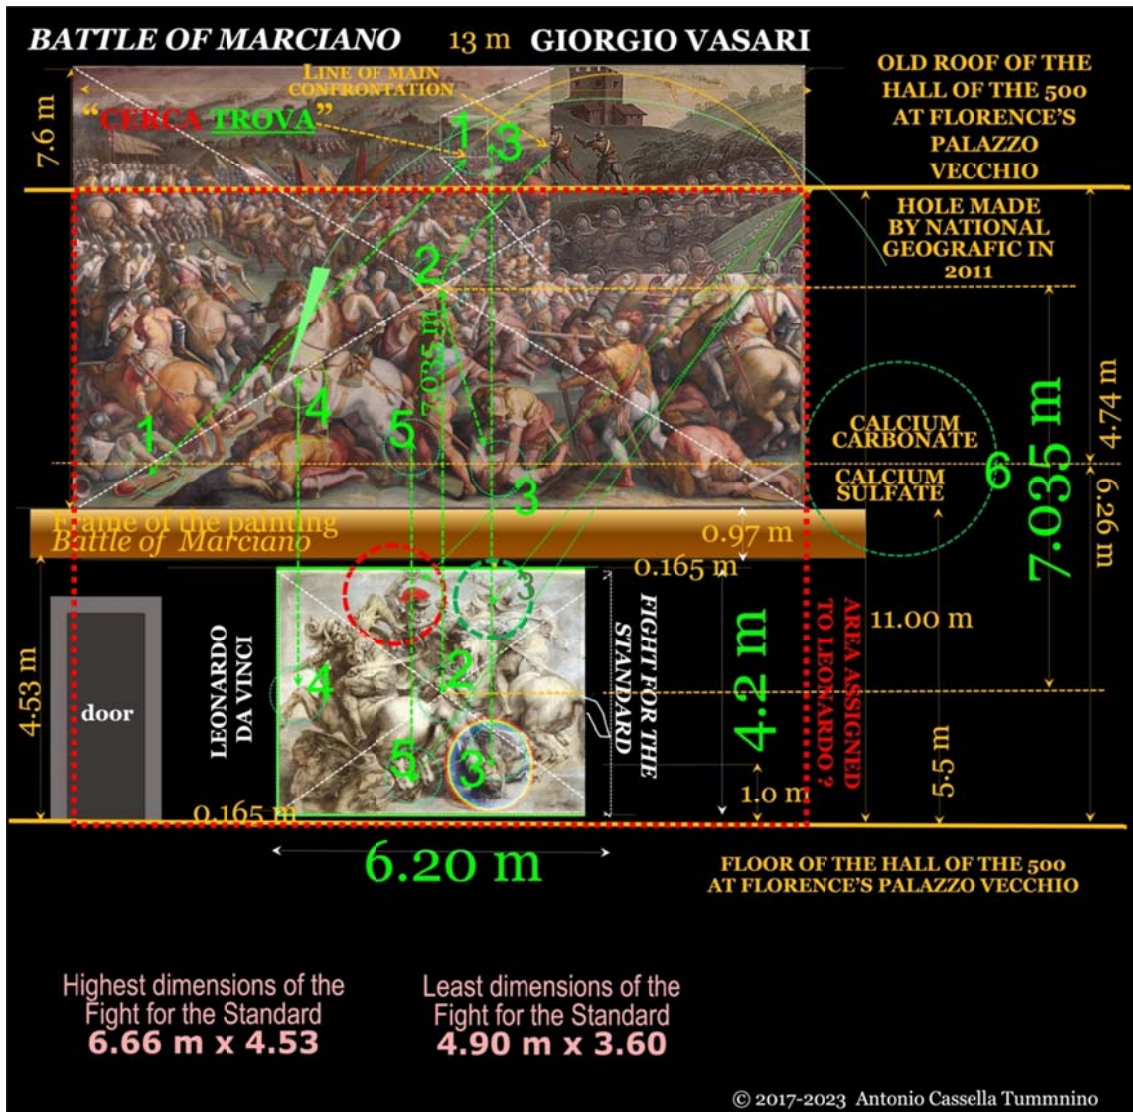 BATTLE OF MARCIANO
13 m
GIORGIO VASARI
7.6 m
LINE OF MAIN
CONFRONTATION
“CERCA TROVA”
OLD ROOF OF THE
HALL OF THE 500
AT FLORENCE'S
PALAZZO
VECCHIO
1
3
HOLE MADE
BY NATIONAL
GEOGRAFIC IN
2011
2
7.035 m
4
5
1
3
CALCIUM
CARBONATE
CALCIUM
SULFATE
6
4.74 m
7.035 m
6.26 m
Frame of the painting
Battle of Marciano
0.97 m
0.165 m
4.53 m
door
LEONARDO
DA VINCI
3
4
2
5
3
FIGHT FOR THE
STANDARD
4.2 m
1.0 m
AREA ASSIGNED
TO LEONARDO ?
11.00 m
5.5 m
0.165 m
6.20 m
FLOOR OF THE HALL OF THE 500
AT FLORENCE'S PALAZZO VECCHIO
Highest dimensions of the
Fight for the Standard
6.66 m x 4.53
Least dimensions of the
Fight for the Standard
4.90 m x 3.60
© 2017-2023 Antonio Cassella Tummnino